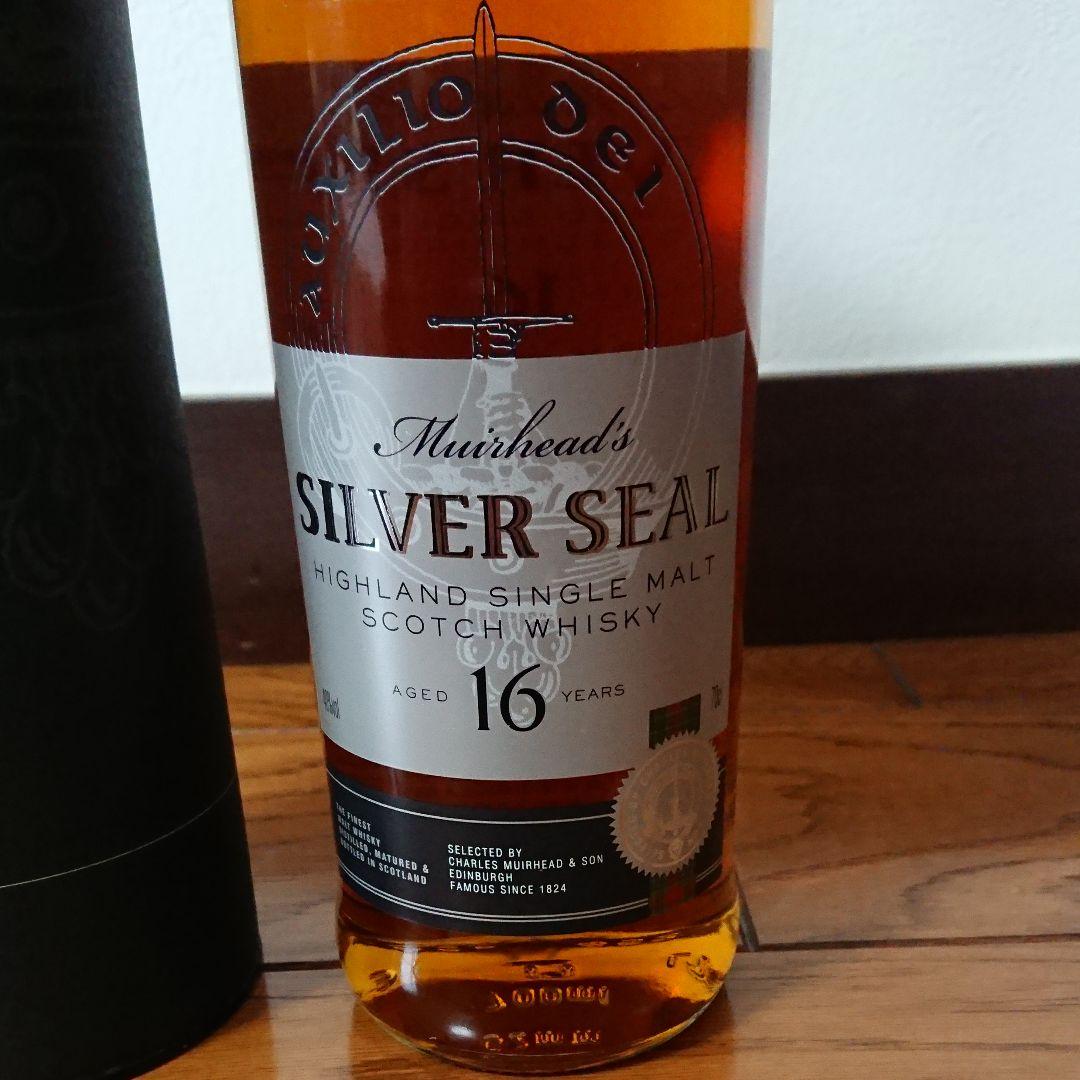 AUXILIO DEI
Muirhead's
SILVER SEAL
HIGHLAND SINGLE MALT
SCOTCH WHISKY
AGED 16 YEARS
70cl
THE FINEST
MALT WHISKY
DISTILLED, MATURED &
BOTTLED IN SCOTLAND
SELECTED BY
CHARLES MUIRHEAD & SON
EDINBURGH
FAMOUS SINCE 1824